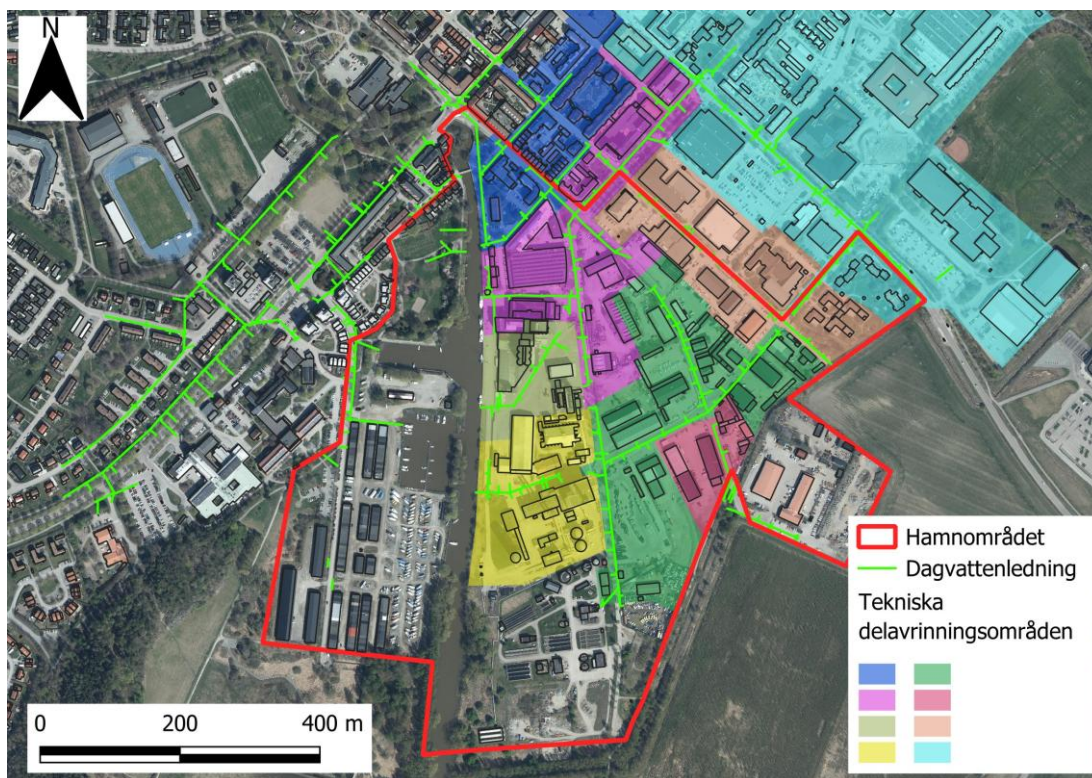 N
Hamnområdet
Dagvattenledning
Tekniska
delavrinningsområden
0 200 400 m